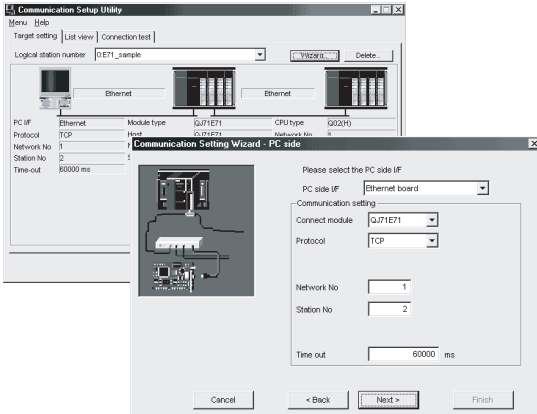 Communication Setup Utility
Menu Help
Target setting List view Connection test
Logical station number 0:E71_sample Wizard... Delete...
Ethernet Ethernet
PC I/F Ethernet Module type QJ71E71 CPU type Q02(H)
Protocol TCP Host QJ71E71 Network No 1
Network No 1
Station No 2
Time-out 60000 ms
Communication Setting Wizard - PC side
Please select the PC side I/F
PC side I/F Ethernet board
Communication setting
Connect module QJ71E71
Protocol TCP
Network No 1
Station No 2
Time out 60000 ms
Cancel < Back Next > Finish